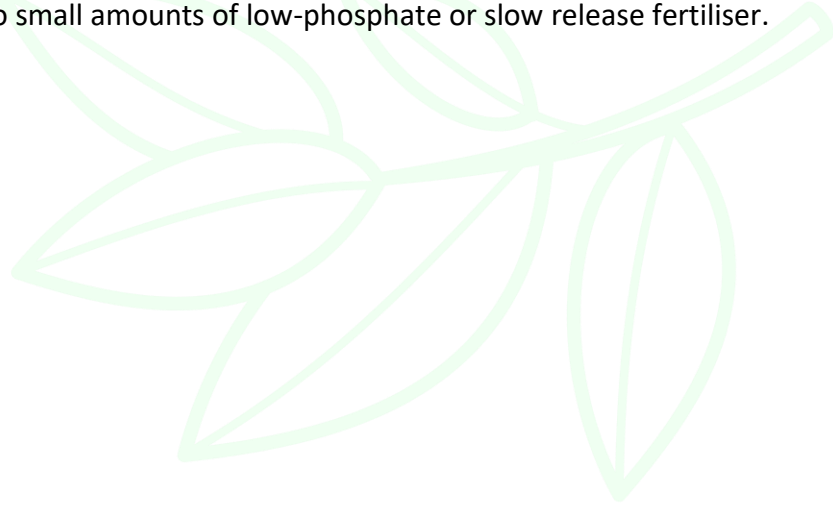 o small amounts of low-phosphate or slow release fertiliser.